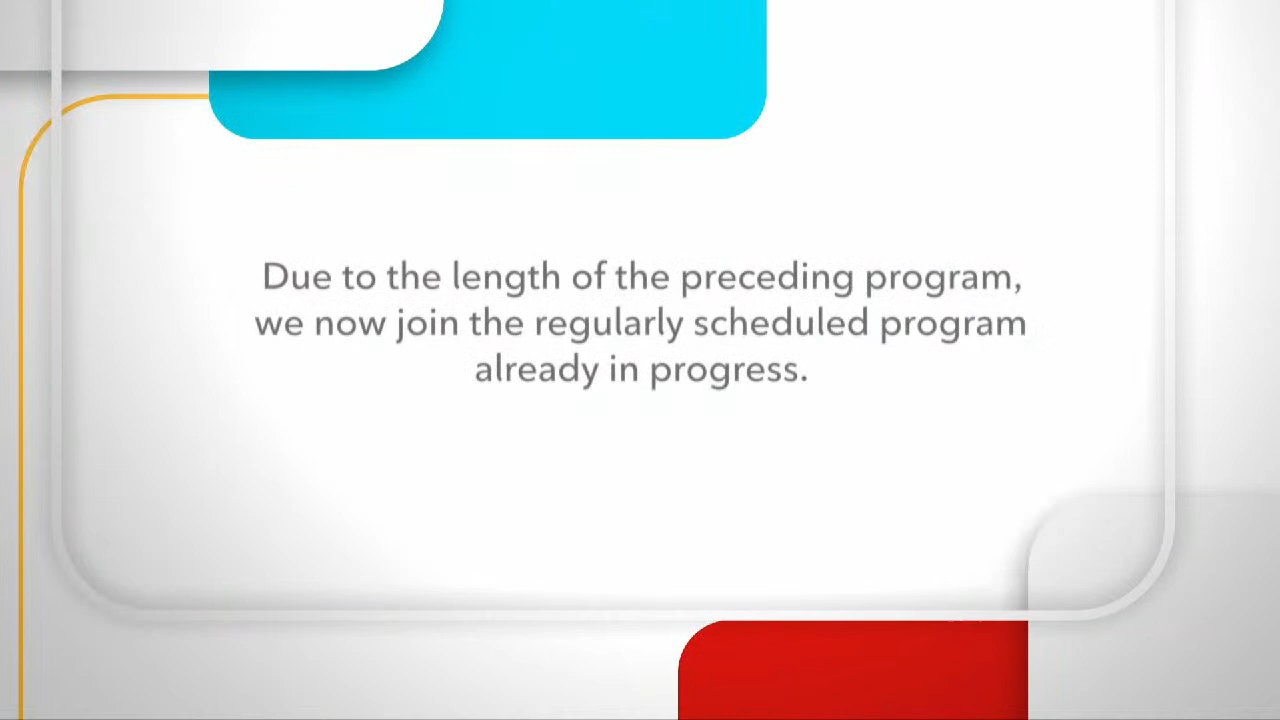 Due to the length of the preceding program,
we now join the regularly scheduled program
already in progress.